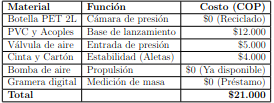 Material Función Costo (COP)
Botella PET 2L Cámara de presión $0 (Reciclado)
PVC y Acoples Base de lanzamiento $12.000
Válvula de aire Entrada de presión $5.000
Cinta y Cartón Estabilidad (Aletas) $4.000
Bomba de aire Propulsión $0 (Ya disponible)
Gramera digital Medición de masa $0 (Préstamo)
Total $21.000